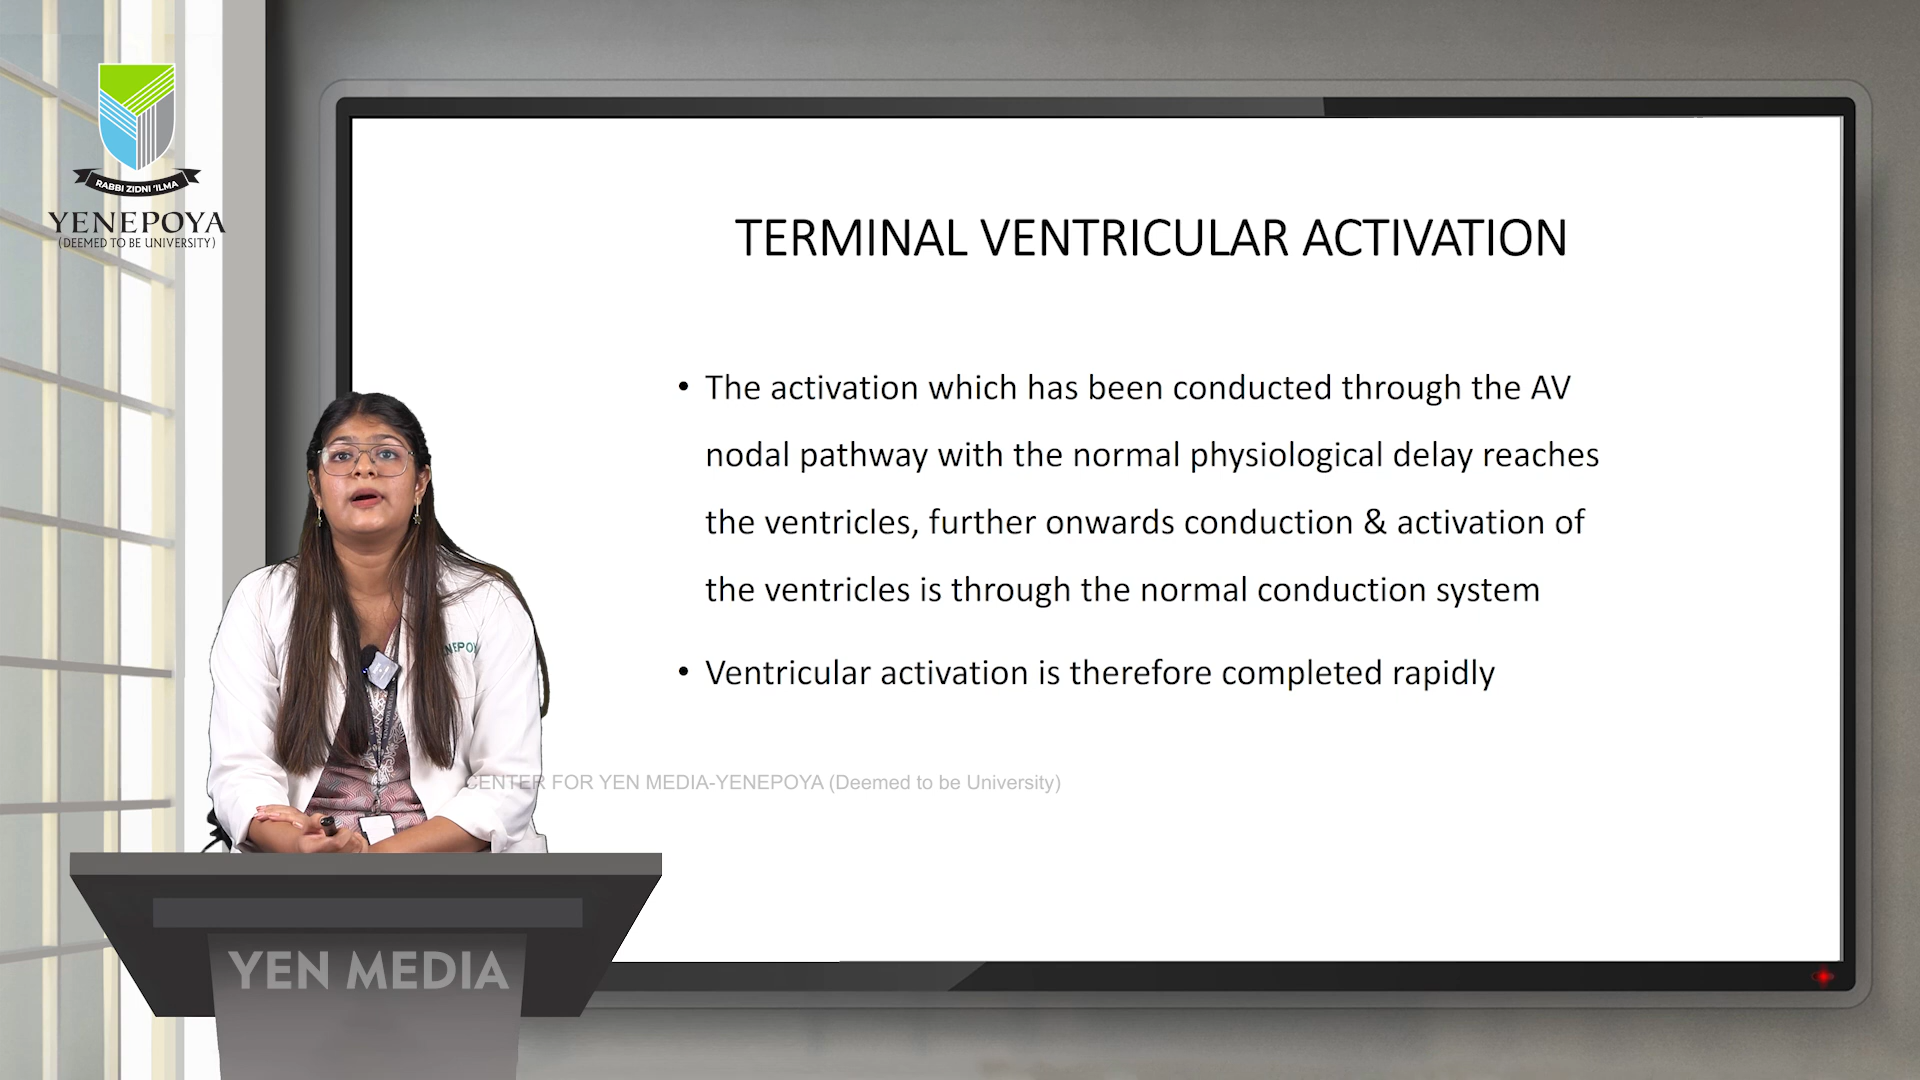 RABBI ZIDNI 'ILMA
YENEPOYA
(DEEMED TO BE UNIVERSITY)
TERMINAL VENTRICULAR ACTIVATION
• The activation which has been conducted through the AV
nodal pathway with the normal physiological delay reaches
the ventricles, further onwards conduction & activation of
the ventricles is through the normal conduction system
• Ventricular activation is therefore completed rapidly
CENTER FOR YEN MEDIA-YENEPOYA (Deemed to be University)
YEN MEDIA